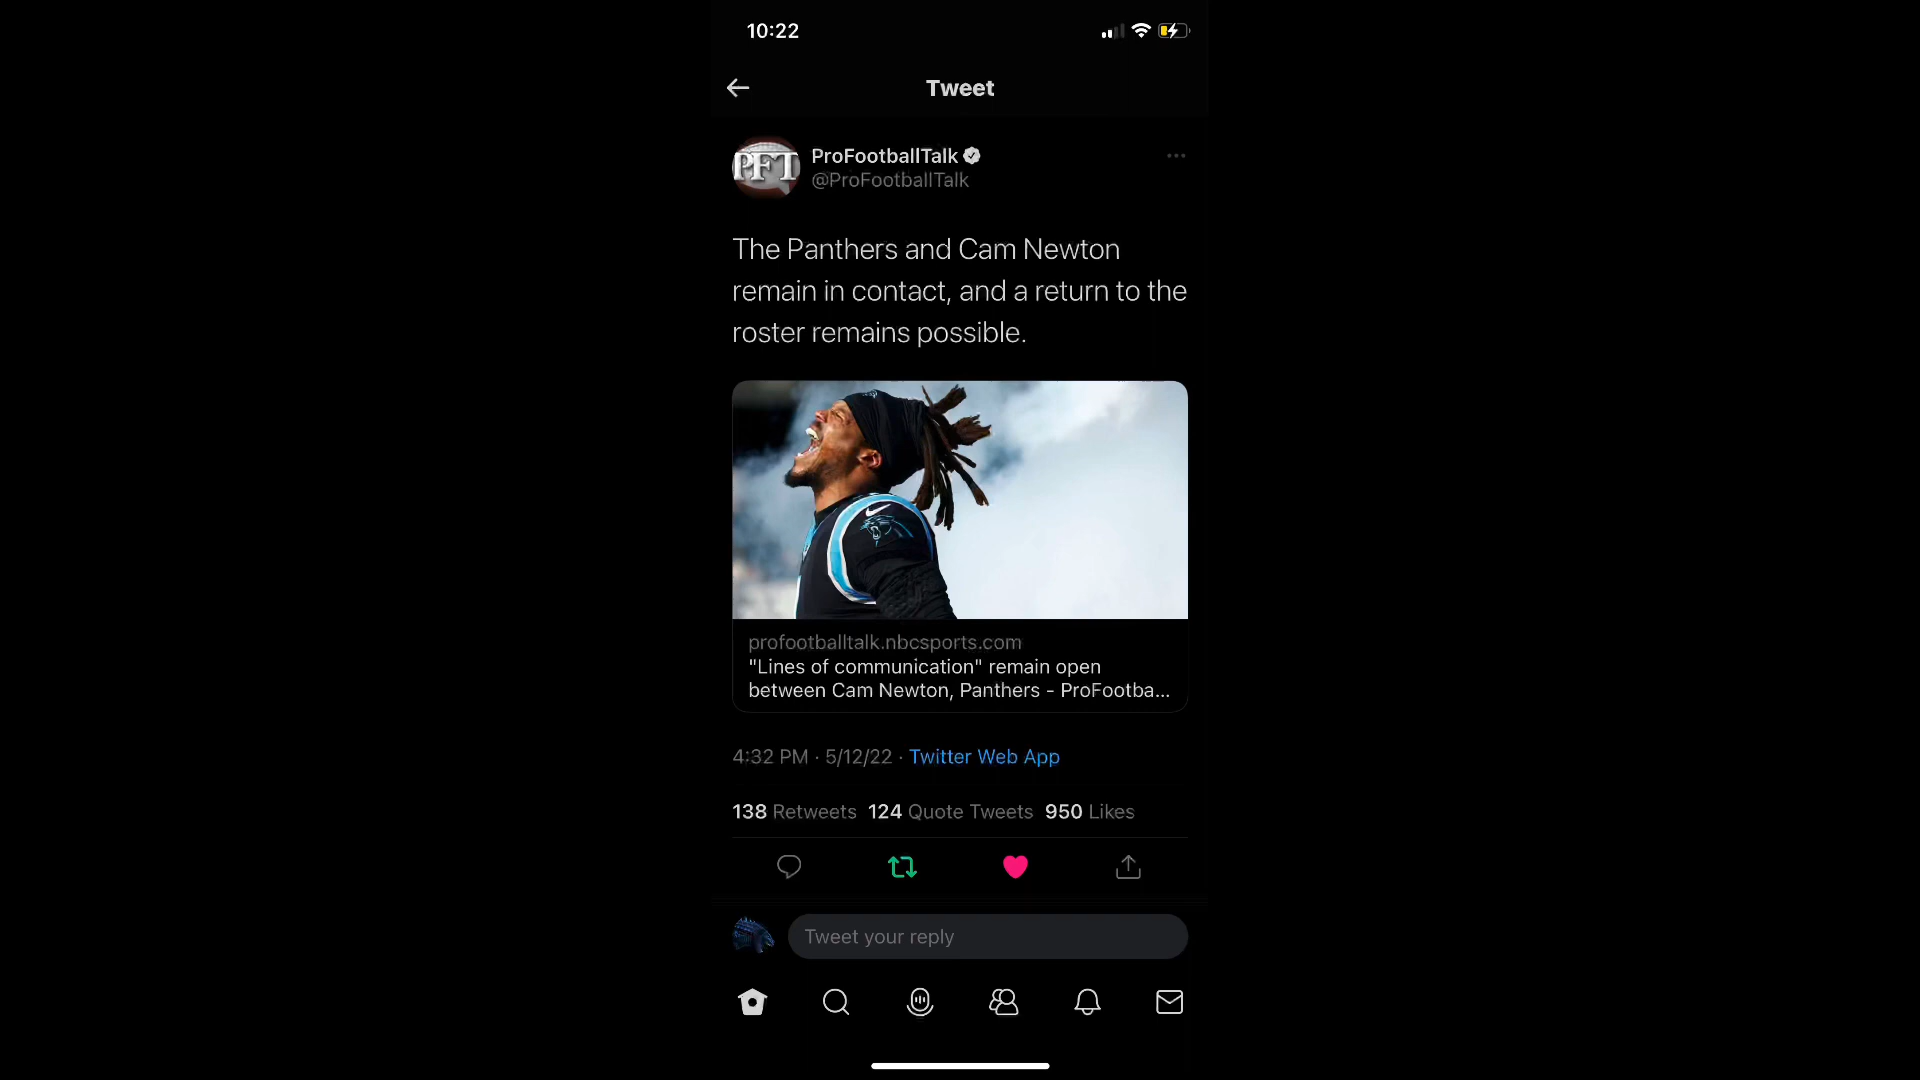 10:22
Tweet
PFT
ProFootballTalk
@ProFootballTalk
The Panthers and Cam Newton
remain in contact, and a return to the
roster remains possible.
profootballtalk.nbcsports.com
"Lines of communication" remain open
between Cam Newton, Panthers - ProFootba...
4:32 PM · 5/12/22 · Twitter Web App
138 Retweets 124 Quote Tweets 950 Likes
Tweet your reply